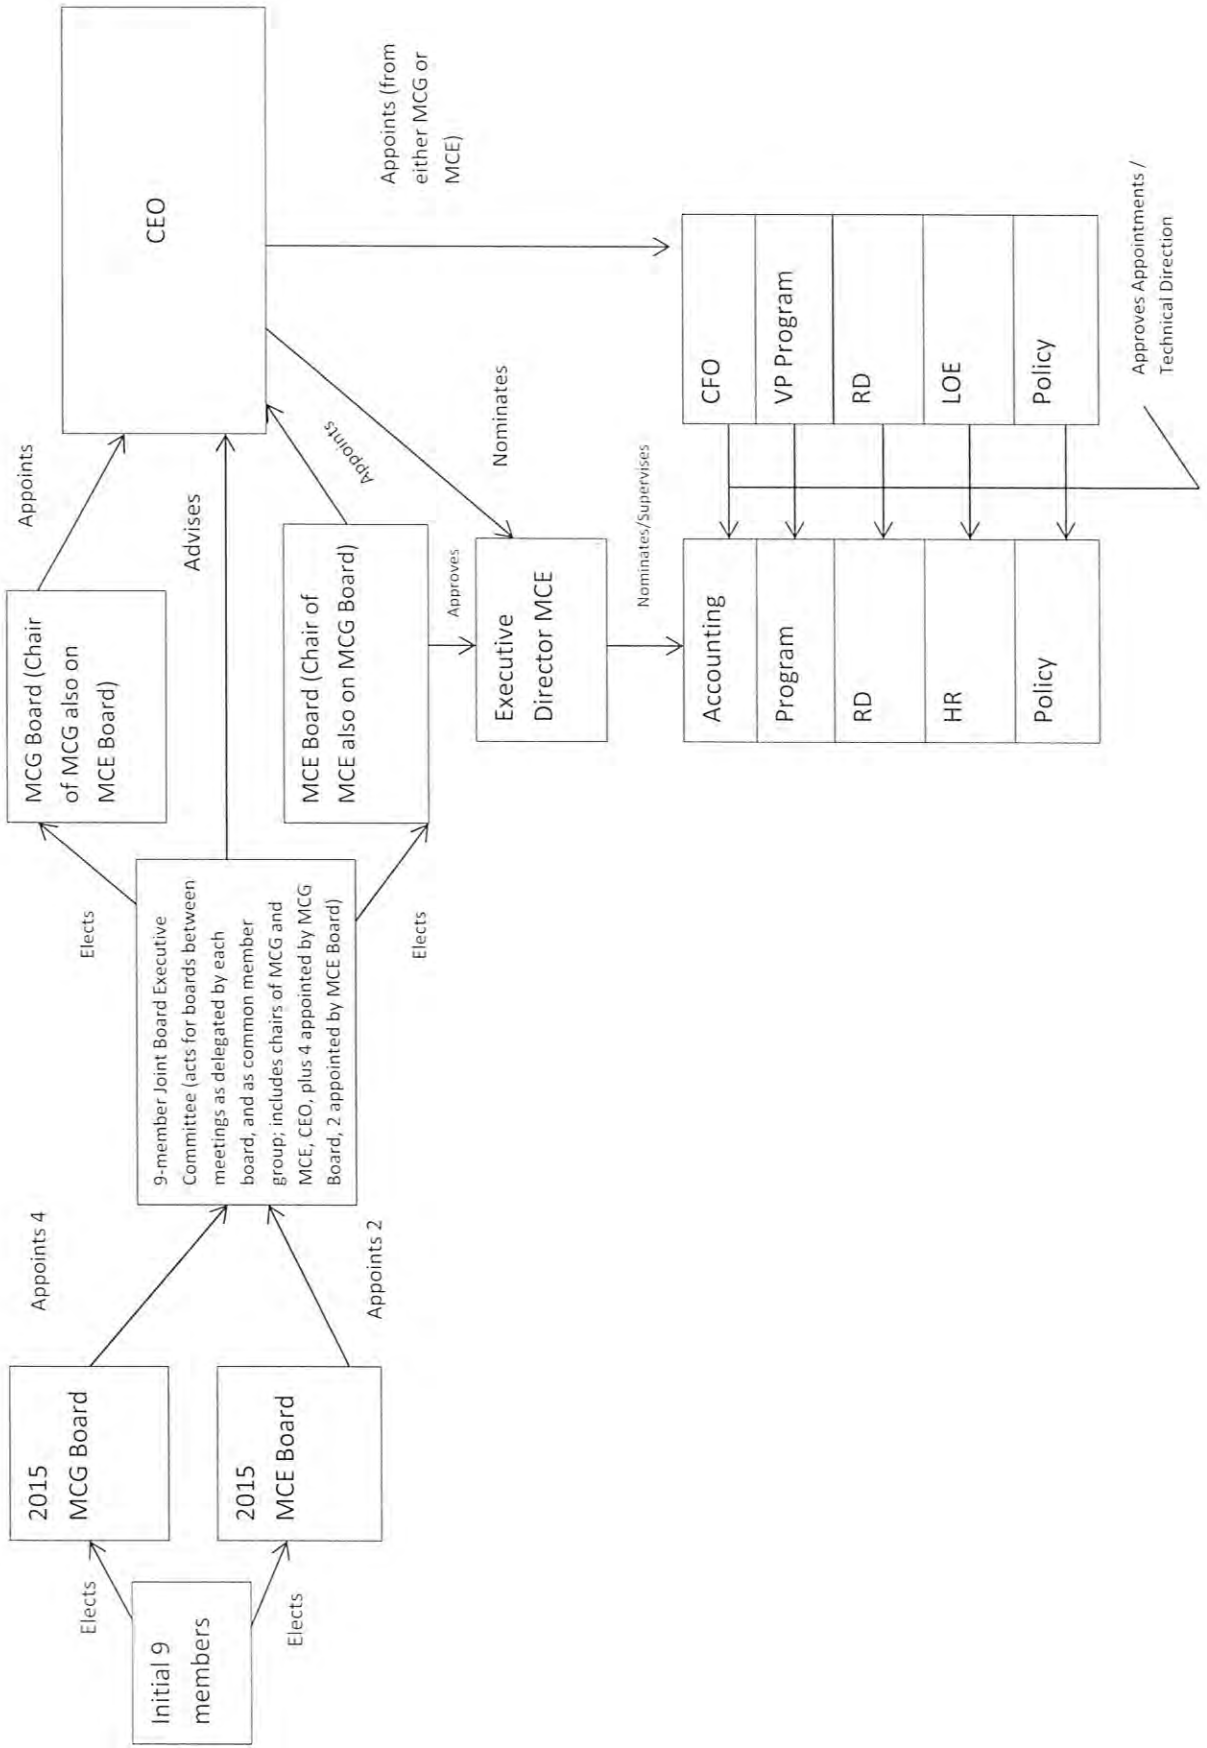 Initial 9
members
Elects
Elects
2015
MCG Board
2015
MCE Board
Appoints 4
Appoints 2
9-member Joint Board Executive
Committee (acts for boards between
meetings as delegated by each
board, and as common member
group; includes chairs of MCG and
MCE, CEO, plus 4 appointed by MCG
Board, 2 appointed by MCE Board)
Elects
Elects
MCG Board (Chair
of MCG also on
MCE Board)
MCE Board (Chair of
MCE also on MCG Board)
Appoints
Advises
Appoints
CEO
Approves
Nominates
Executive
Director MCE
Appoints (from
either MCG or
MCE)
Nominates/Supervises
Accounting
Program
RD
HR
Policy
CFO
VP Program
RD
LOE
Policy
Approves Appointments /
Technical Direction